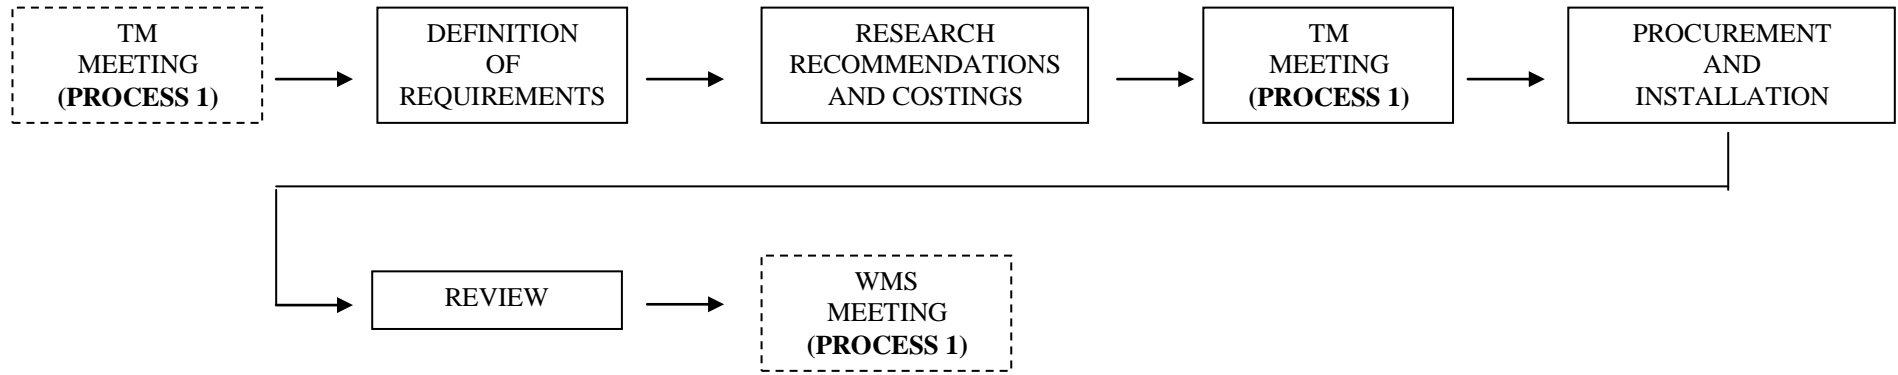 TM
MEETING
(PROCESS 1)
DEFINITION
OF
REQUIREMENTS
RESEARCH
RECOMMENDATIONS
AND COSTINGS
TM
MEETING
(PROCESS 1)
PROCUREMENT
AND
INSTALLATION
REVIEW
WMS
MEETING
(PROCESS 1)